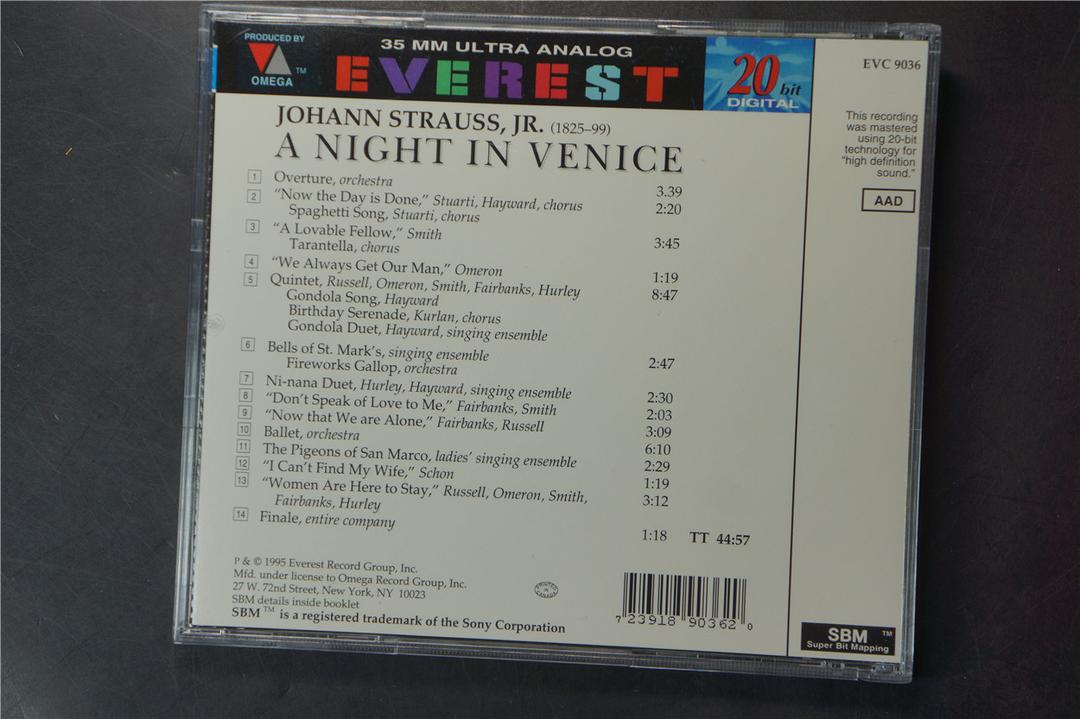 PRODUCED BY
OMEGA TM
35 MM ULTRA ANALOG
EVEREST
20 bit
DIGITAL
EVC 9036
This recording
was mastered
using 20-bit
technology for
"high definition
sound."
AAD
JOHANN STRAUSS, JR. (1825–99)
A NIGHT IN VENICE
1 Overture, orchestra 3.39
2 "Now the Day is Done," Stuarti, Hayward, chorus 2:20
Spaghetti Song, Stuarti, chorus
3 "A Lovable Fellow," Smith 3:45
Tarantella, chorus
4 "We Always Get Our Man," Omeron 1:19
5 Quintet, Russell, Omeron, Smith, Fairbanks, Hurley 8:47
Gondola Song, Hayward
Birthday Serenade, Kurlan, chorus
Gondola Duet, Hayward, singing ensemble
6 Bells of St. Mark's, singing ensemble 2:47
Fireworks Gallop, orchestra
7 Ni-nana Duet, Hurley, Hayward, singing ensemble 2:30
8 "Don't Speak of Love to Me," Fairbanks, Smith 2:03
9 "Now that We are Alone," Fairbanks, Russell 3:09
10 Ballet, orchestra 6:10
11 The Pigeons of San Marco, ladies' singing ensemble 2:29
12 "I Can't Find My Wife," Schon 1:19
13 "Women Are Here to Stay," Russell, Omeron, Smith, 3:12
Fairbanks, Hurley
14 Finale, entire company 1:18 TT 44:57
P & © 1995 Everest Record Group, Inc.
Mfd. under license to Omega Record Group, Inc.
27 W. 72nd Street, New York, NY 10023
SBM details inside booklet
SBM™ is a registered trademark of the Sony Corporation
PRINTED IN CANADA
7 23918 90362 0
SBM TM
Super Bit Mapping